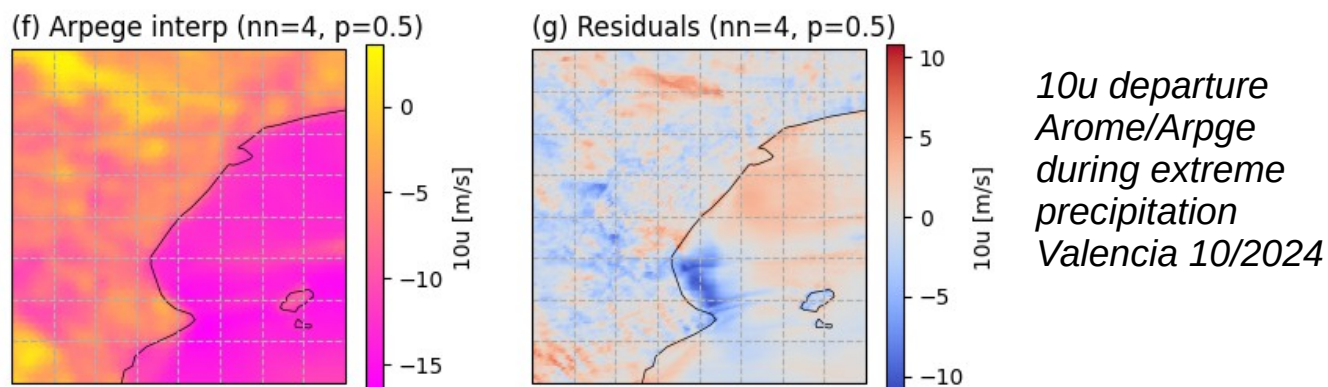 (f) Arpege interp (nn=4, p=0.5)
0
−5
−10
−15
10u [m/s]
(g) Residuals (nn=4, p=0.5)
10
5
0
−5
−10
10u [m/s]
10u departure
Arome/Arpge
during extreme
precipitation
Valencia 10/2024